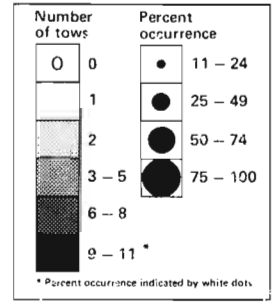 Number of tows
Percent occurrence
O 0
1
2
3 – 5
6 – 8
9 – 11 *
11 – 24
25 – 49
50 – 74
75 – 100
* Percent occurrence indicated by white dots